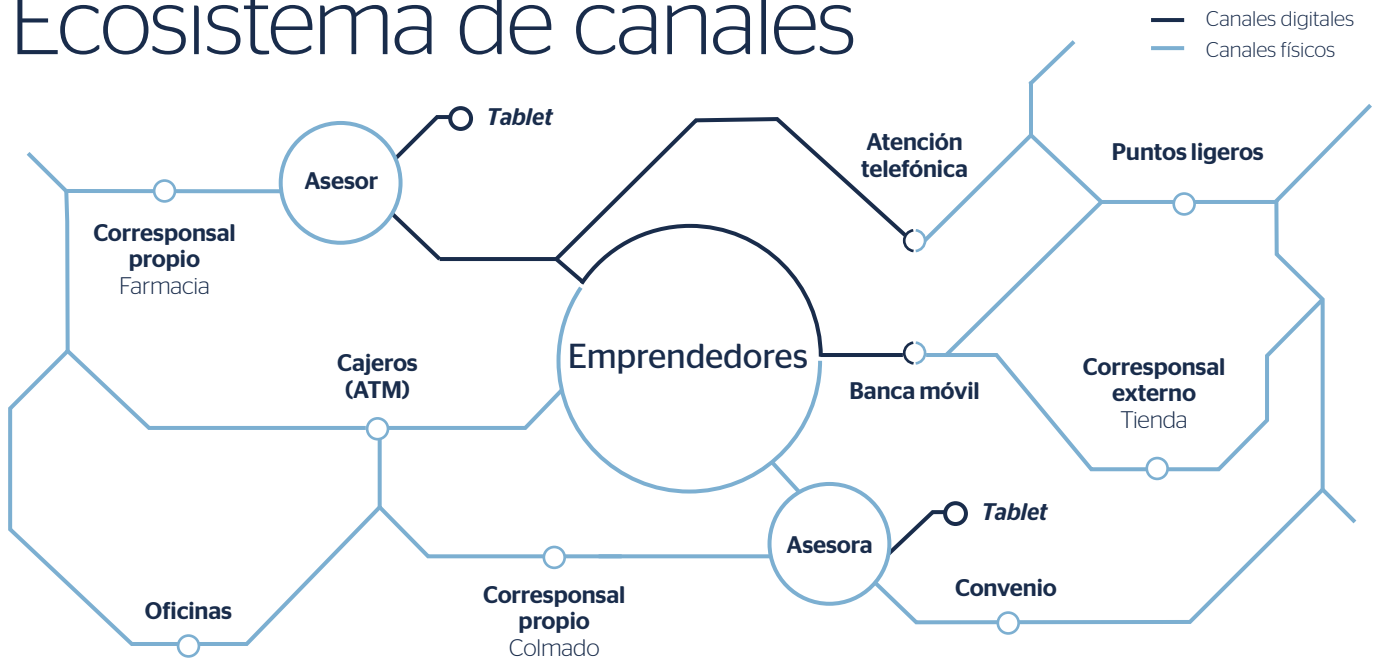 Ecosistema de canales
Canales digitales
Canales físicos
Tablet
Asesor
Atención
telefónica
Puntos ligeros
Corresponsal
propio
Farmacia
Cajeros
(ATM)
Emprendedores
Banca móvil
Corresponsal
externo
Tienda
Tablet
Asesora
Oficinas
Corresponsal
propio
Colmado
Convenio